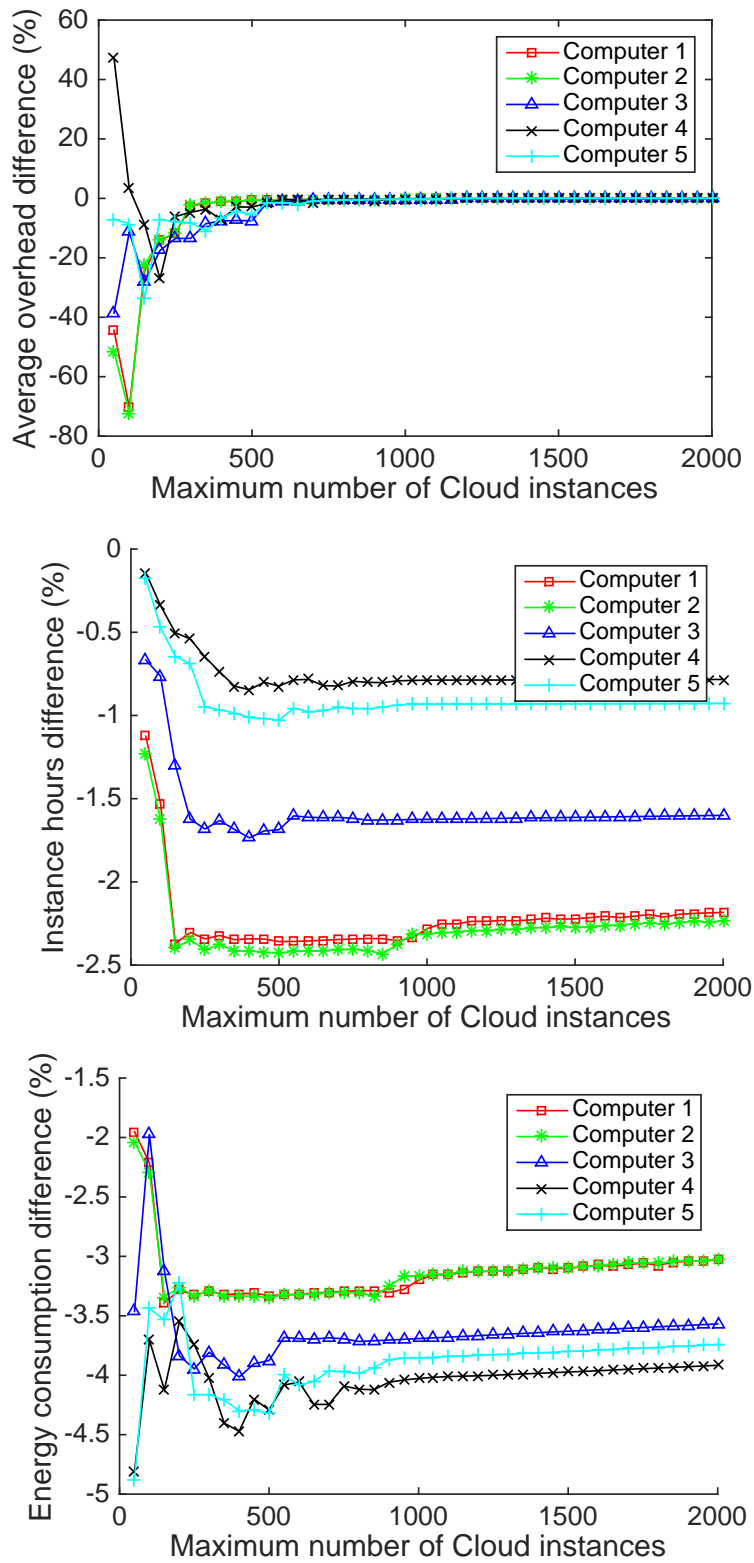 60
40
20
0
-20
-40
-60
-80
Average overhead difference (%)
Computer 1
Computer 2
Computer 3
Computer 4
Computer 5
0 500 1000 1500 2000
Maximum number of Cloud instances
0
-0.5
-1
-1.5
-2
-2.5
Instance hours difference (%)
Computer 1
Computer 2
Computer 3
Computer 4
Computer 5
0 500 1000 1500 2000
Maximum number of Cloud instances
-1.5
-2
-2.5
-3
-3.5
-4
-4.5
-5
Energy consumption difference (%)
Computer 1
Computer 2
Computer 3
Computer 4
Computer 5
0 500 1000 1500 2000
Maximum number of Cloud instances